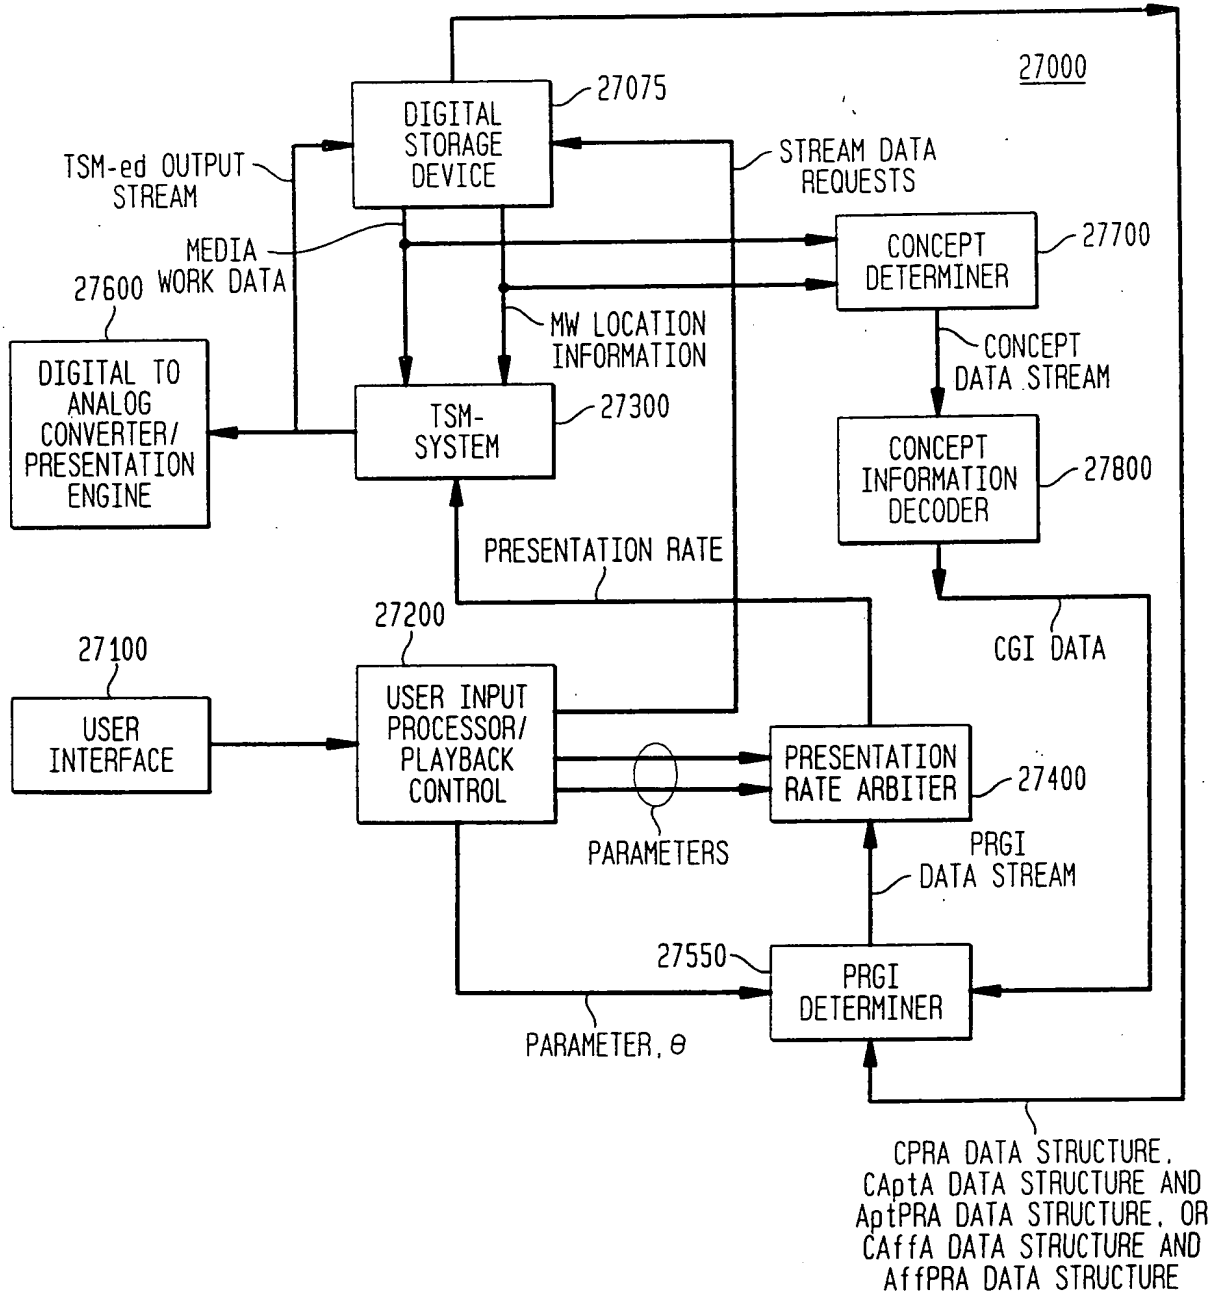 27000
27075
DIGITAL
STORAGE
DEVICE
TSM-ed OUTPUT
STREAM
STREAM DATA
REQUESTS
MEDIA
WORK DATA
27700
CONCEPT
DETERMINER
27600
MW LOCATION
INFORMATION
CONCEPT
DATA STREAM
DIGITAL TO
ANALOG
CONVERTER/
PRESENTATION
ENGINE
27300
TSM-
SYSTEM
CONCEPT
INFORMATION
DECODER
27800
PRESENTATION RATE
CGI DATA
27100
USER
INTERFACE
27200
USER INPUT
PROCESSOR/
PLAYBACK
CONTROL
PRESENTATION
RATE ARBITER
27400
PARAMETERS
PRGI
DATA STREAM
27550
PRGI
DETERMINER
PARAMETER, θ
CPRA DATA STRUCTURE,
CAptA DATA STRUCTURE AND
AptPRA DATA STRUCTURE, OR
CAffA DATA STRUCTURE AND
AffPRA DATA STRUCTURE